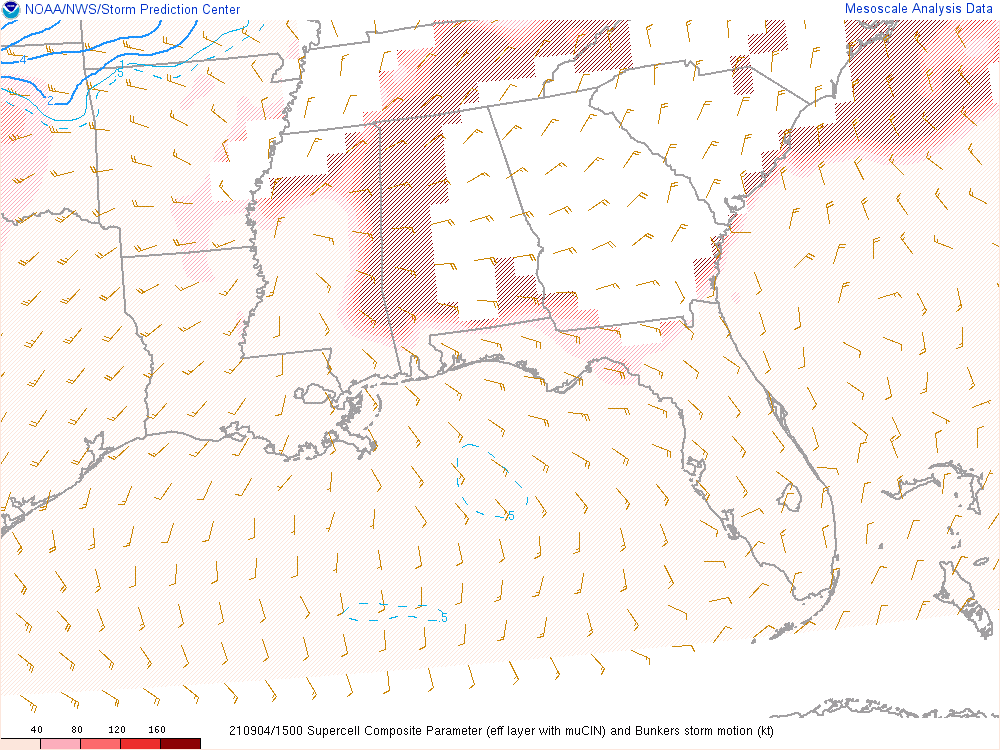 NOAA/NWS/Storm Prediction Center
Mesoscale Analysis Data
4
1
.5
2
.5
.5
40 80 120 160
210904/1500 Supercell Composite Parameter (eff layer with muCIN) and Bunkers storm motion (kt)